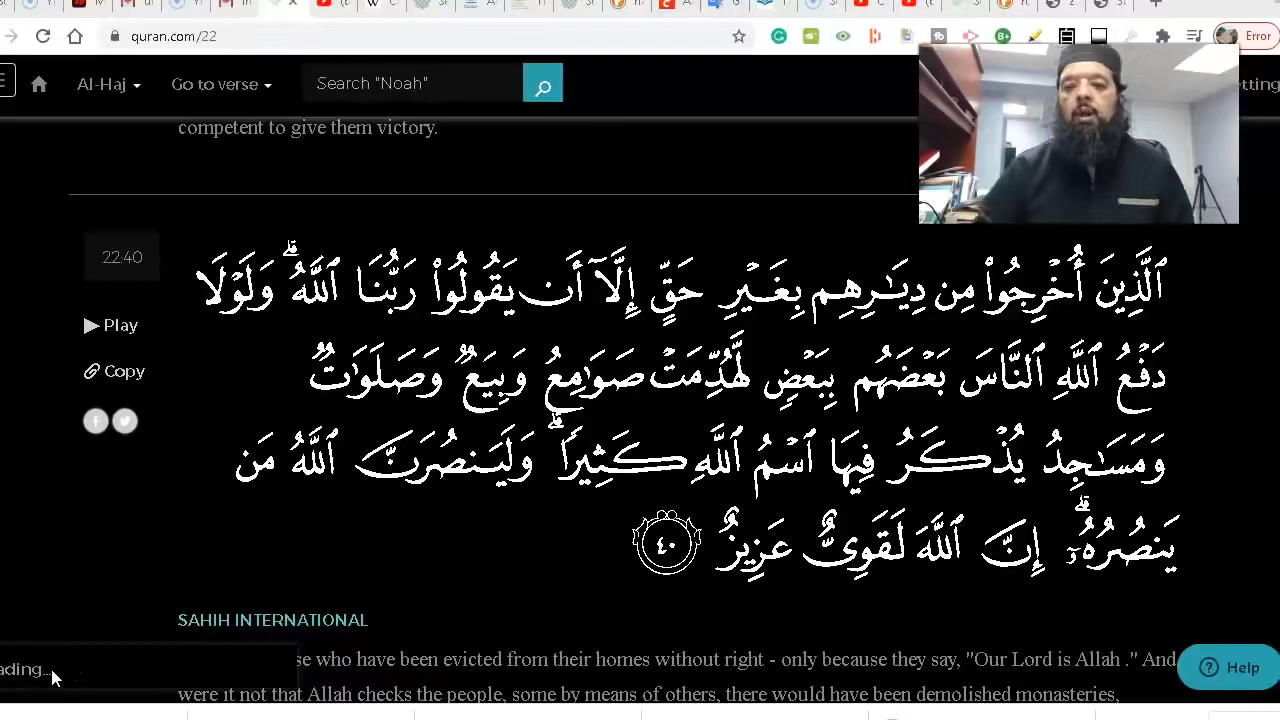 quran.com/22
Error
Al-Haj
Go to verse
Search "Noah"
etting
competent to give them victory.
22:40
ٱلَّذِينَ أُخْرِجُوا۟ مِن دِيَـٰرِهِم بِغَيْرِ حَقٍّ إِلَّآ أَن يَقُولُوا۟ رَبُّنَا ٱللَّهُ ۗ وَلَوْلَا
دَفْعُ ٱللَّهِ ٱلنَّاسَ بَعْضَهُم بِبَعْضٍ لَّهُدِّمَتْ صَوَٰمِعُ وَبِيَعٌ وَصَلَوَٰتٌ
وَمَسَـٰجِدُ يُذْكَرُ فِيهَا ٱسْمُ ٱللَّهِ كَثِيرًا ۗ وَلَيَنصُرَنَّ ٱللَّهُ مَن
يَنصُرُهُۥٓ ۗ إِنَّ ٱللَّهَ لَقَوِىٌّ عَزِيزٌ ٤٠
Play
Copy
SAHIH INTERNATIONAL
se who have been evicted from their homes without right - only because they say, "Our Lord is Allah ." And
were it not that Allah checks the people, some by means of others, there would have been demolished monasteries,
ading...
Help